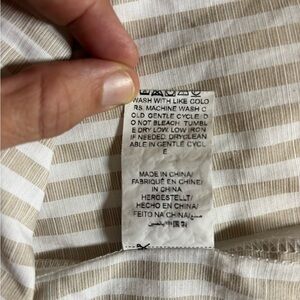 WASH WITH LIKE COLO
RS. MACHINE WASH C
OLD GENTLE CYCLE. D
O NOT BLEACH. TUMBL
E DRY LOW. LOW IRON
IF NEEDED. DRYCLEAN
ABLE IN GENTLE CYCL
E
MADE IN CHINA/
FABRIQUÉ EN CHINE/
IN CHINA
HERGESTELLT/
HECHO EN CHINA/
FEITO NA CHINA/